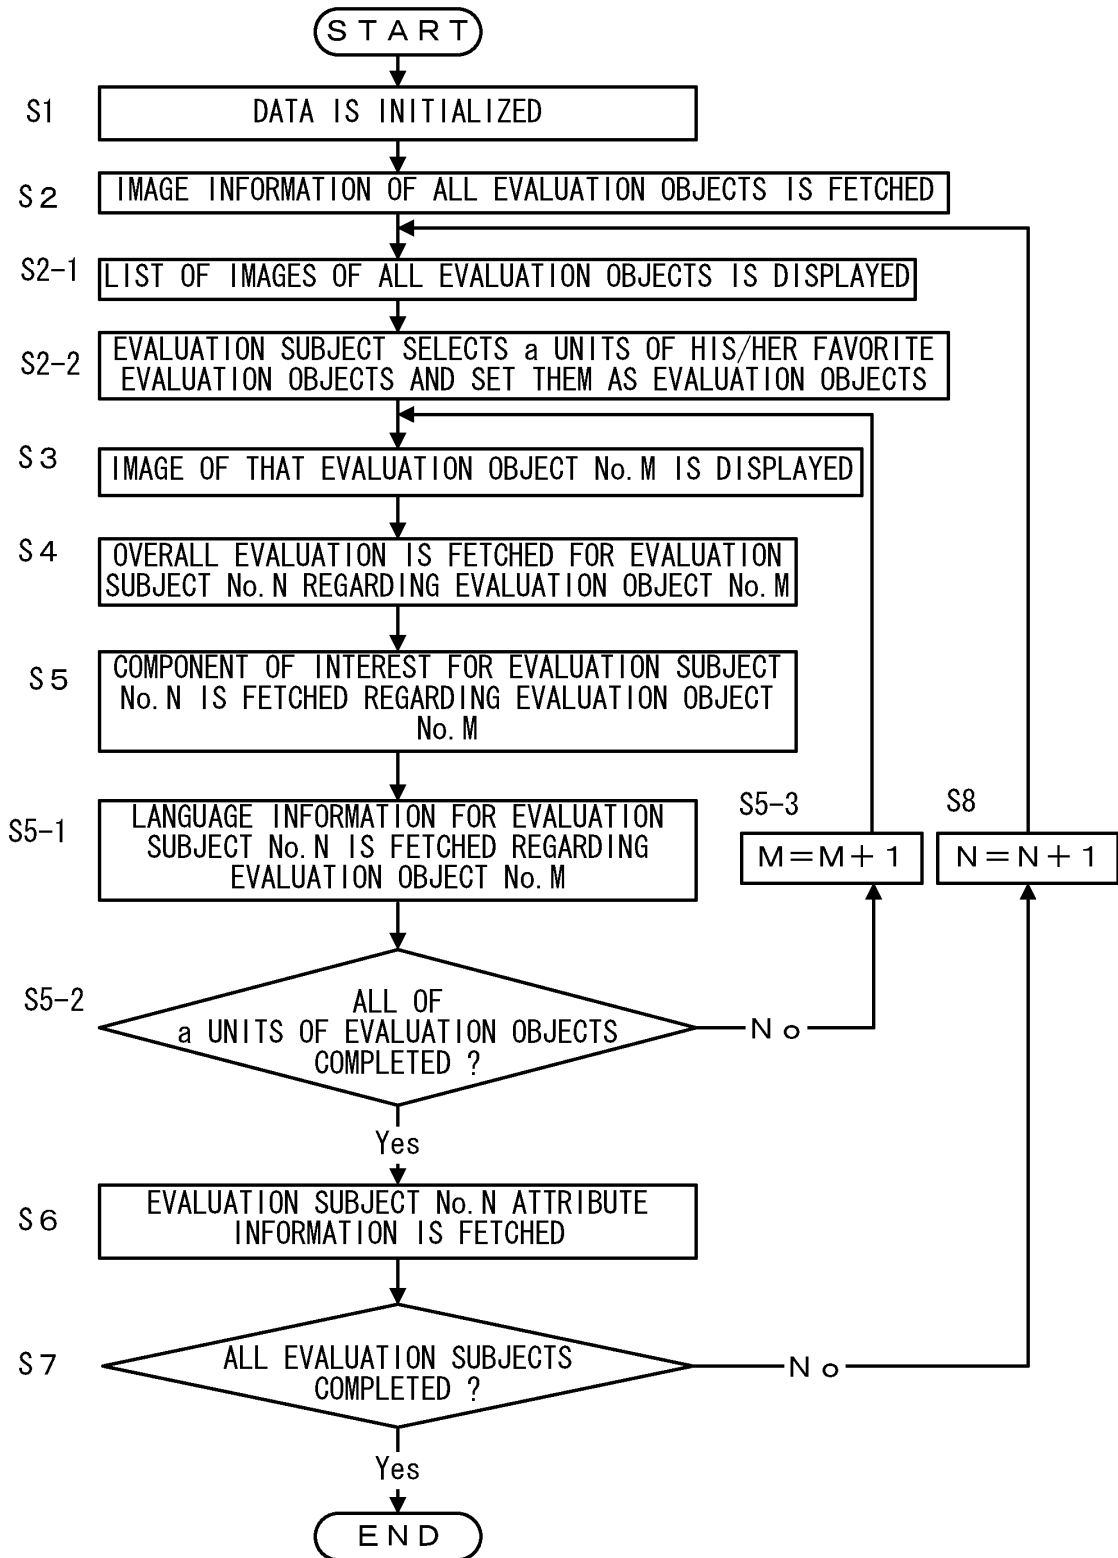 START
S1
DATA IS INITIALIZED
S2
IMAGE INFORMATION OF ALL EVALUATION OBJECTS IS FETCHED
S2-1
LIST OF IMAGES OF ALL EVALUATION OBJECTS IS DISPLAYED
S2-2
EVALUATION SUBJECT SELECTS a UNITS OF HIS/HER FAVORITE
EVALUATION OBJECTS AND SET THEM AS EVALUATION OBJECTS
S3
IMAGE OF THAT EVALUATION OBJECT No.M IS DISPLAYED
S4
OVERALL EVALUATION IS FETCHED FOR EVALUATION
SUBJECT No.N REGARDING EVALUATION OBJECT No.M
S5
COMPONENT OF INTEREST FOR EVALUATION SUBJECT
No.N IS FETCHED REGARDING EVALUATION OBJECT
No.M
S5-1
LANGUAGE INFORMATION FOR EVALUATION
SUBJECT No.N IS FETCHED REGARDING
EVALUATION OBJECT No.M
S5-3
M=M+1
S8
N=N+1
S5-2
ALL OF
a UNITS OF EVALUATION OBJECTS
COMPLETED ?
No
Yes
S6
EVALUATION SUBJECT No.N ATTRIBUTE
INFORMATION IS FETCHED
S7
ALL EVALUATION SUBJECTS
COMPLETED ?
No
Yes
END